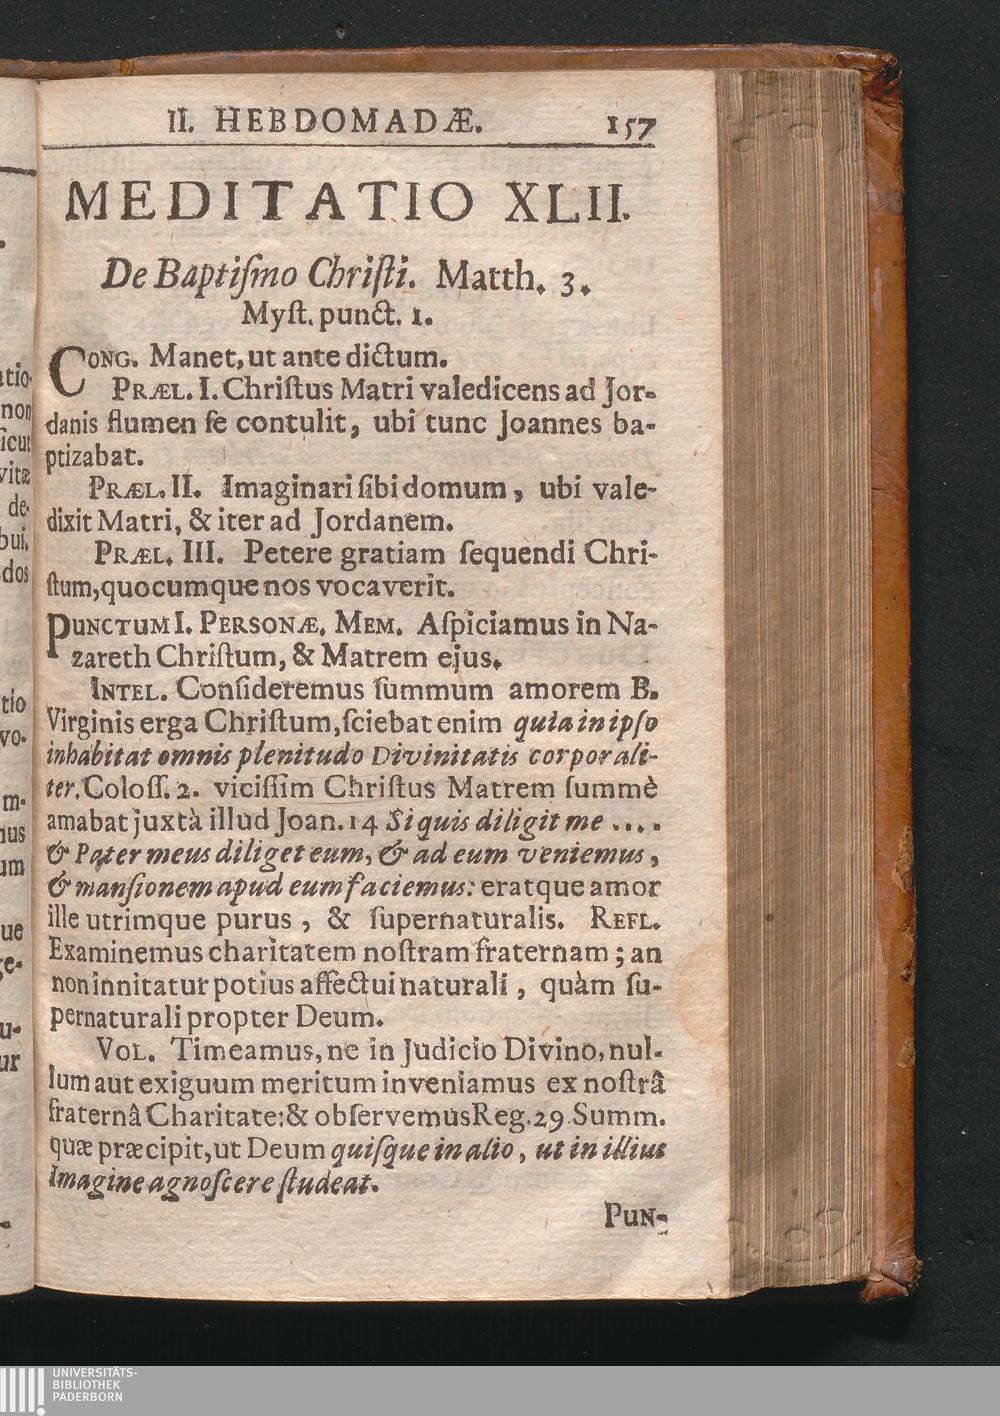 II. HEBDOMADÆ. 157
MEDITATIO XLII.
De Baptiſmo Chriſti. Matth. 3.
Myſt. punct. 1.
CONG. Manet, ut ante dictum.
PRÆL. I. Chriſtus Matri valedicens ad Jor-
danis flumen ſe contulit, ubi tunc Joannes ba-
ptizabat.
PRÆL. II. Imaginari ſibi domum, ubi vale-
dixit Matri, & iter ad Jordanem.
PRÆL. III. Petere gratiam ſequendi Chri-
ſtum, quocumque nos vocaverit.
PUNCTUM I. PERSONÆ. MEM. Aſpiciamus in Na-
zareth Chriſtum, & Matrem ejus.
INTEL. Conſideremus ſummum amorem B.
Virginis erga Chriſtum, ſciebat enim quia in ipſo
inhabitat omnis plenitudo Divinitatis corporali-
ter. Coloſſ. 2. viciſſim Chriſtus Matrem ſummè
amabat juxtà illud Joan. 14 Si quis diligit me ....
& Pater meus diliget eum, & ad eum veniemus,
& manſionem apud eum faciemus: eratque amor
ille utrimque purus, & ſupernaturalis. REFL.
Examinemus charitatem noſtram fraternam; an
non innitatur potius affectui naturali, quàm ſu-
pernaturali propter Deum.
VOL. Timeamus, ne in Judicio Divino, nul-
lum aut exiguum meritum inveniamus ex noſtrâ
fraternâ Charitate: & obſervemus Reg. 29 Summ.
quæ præcipit, ut Deum quiſque in alio, ut in illius
Imagine agnoſcere ſtudeat.
PUN-
UNIVERSITÄTS-
BIBLIOTHEK
PADERBORN